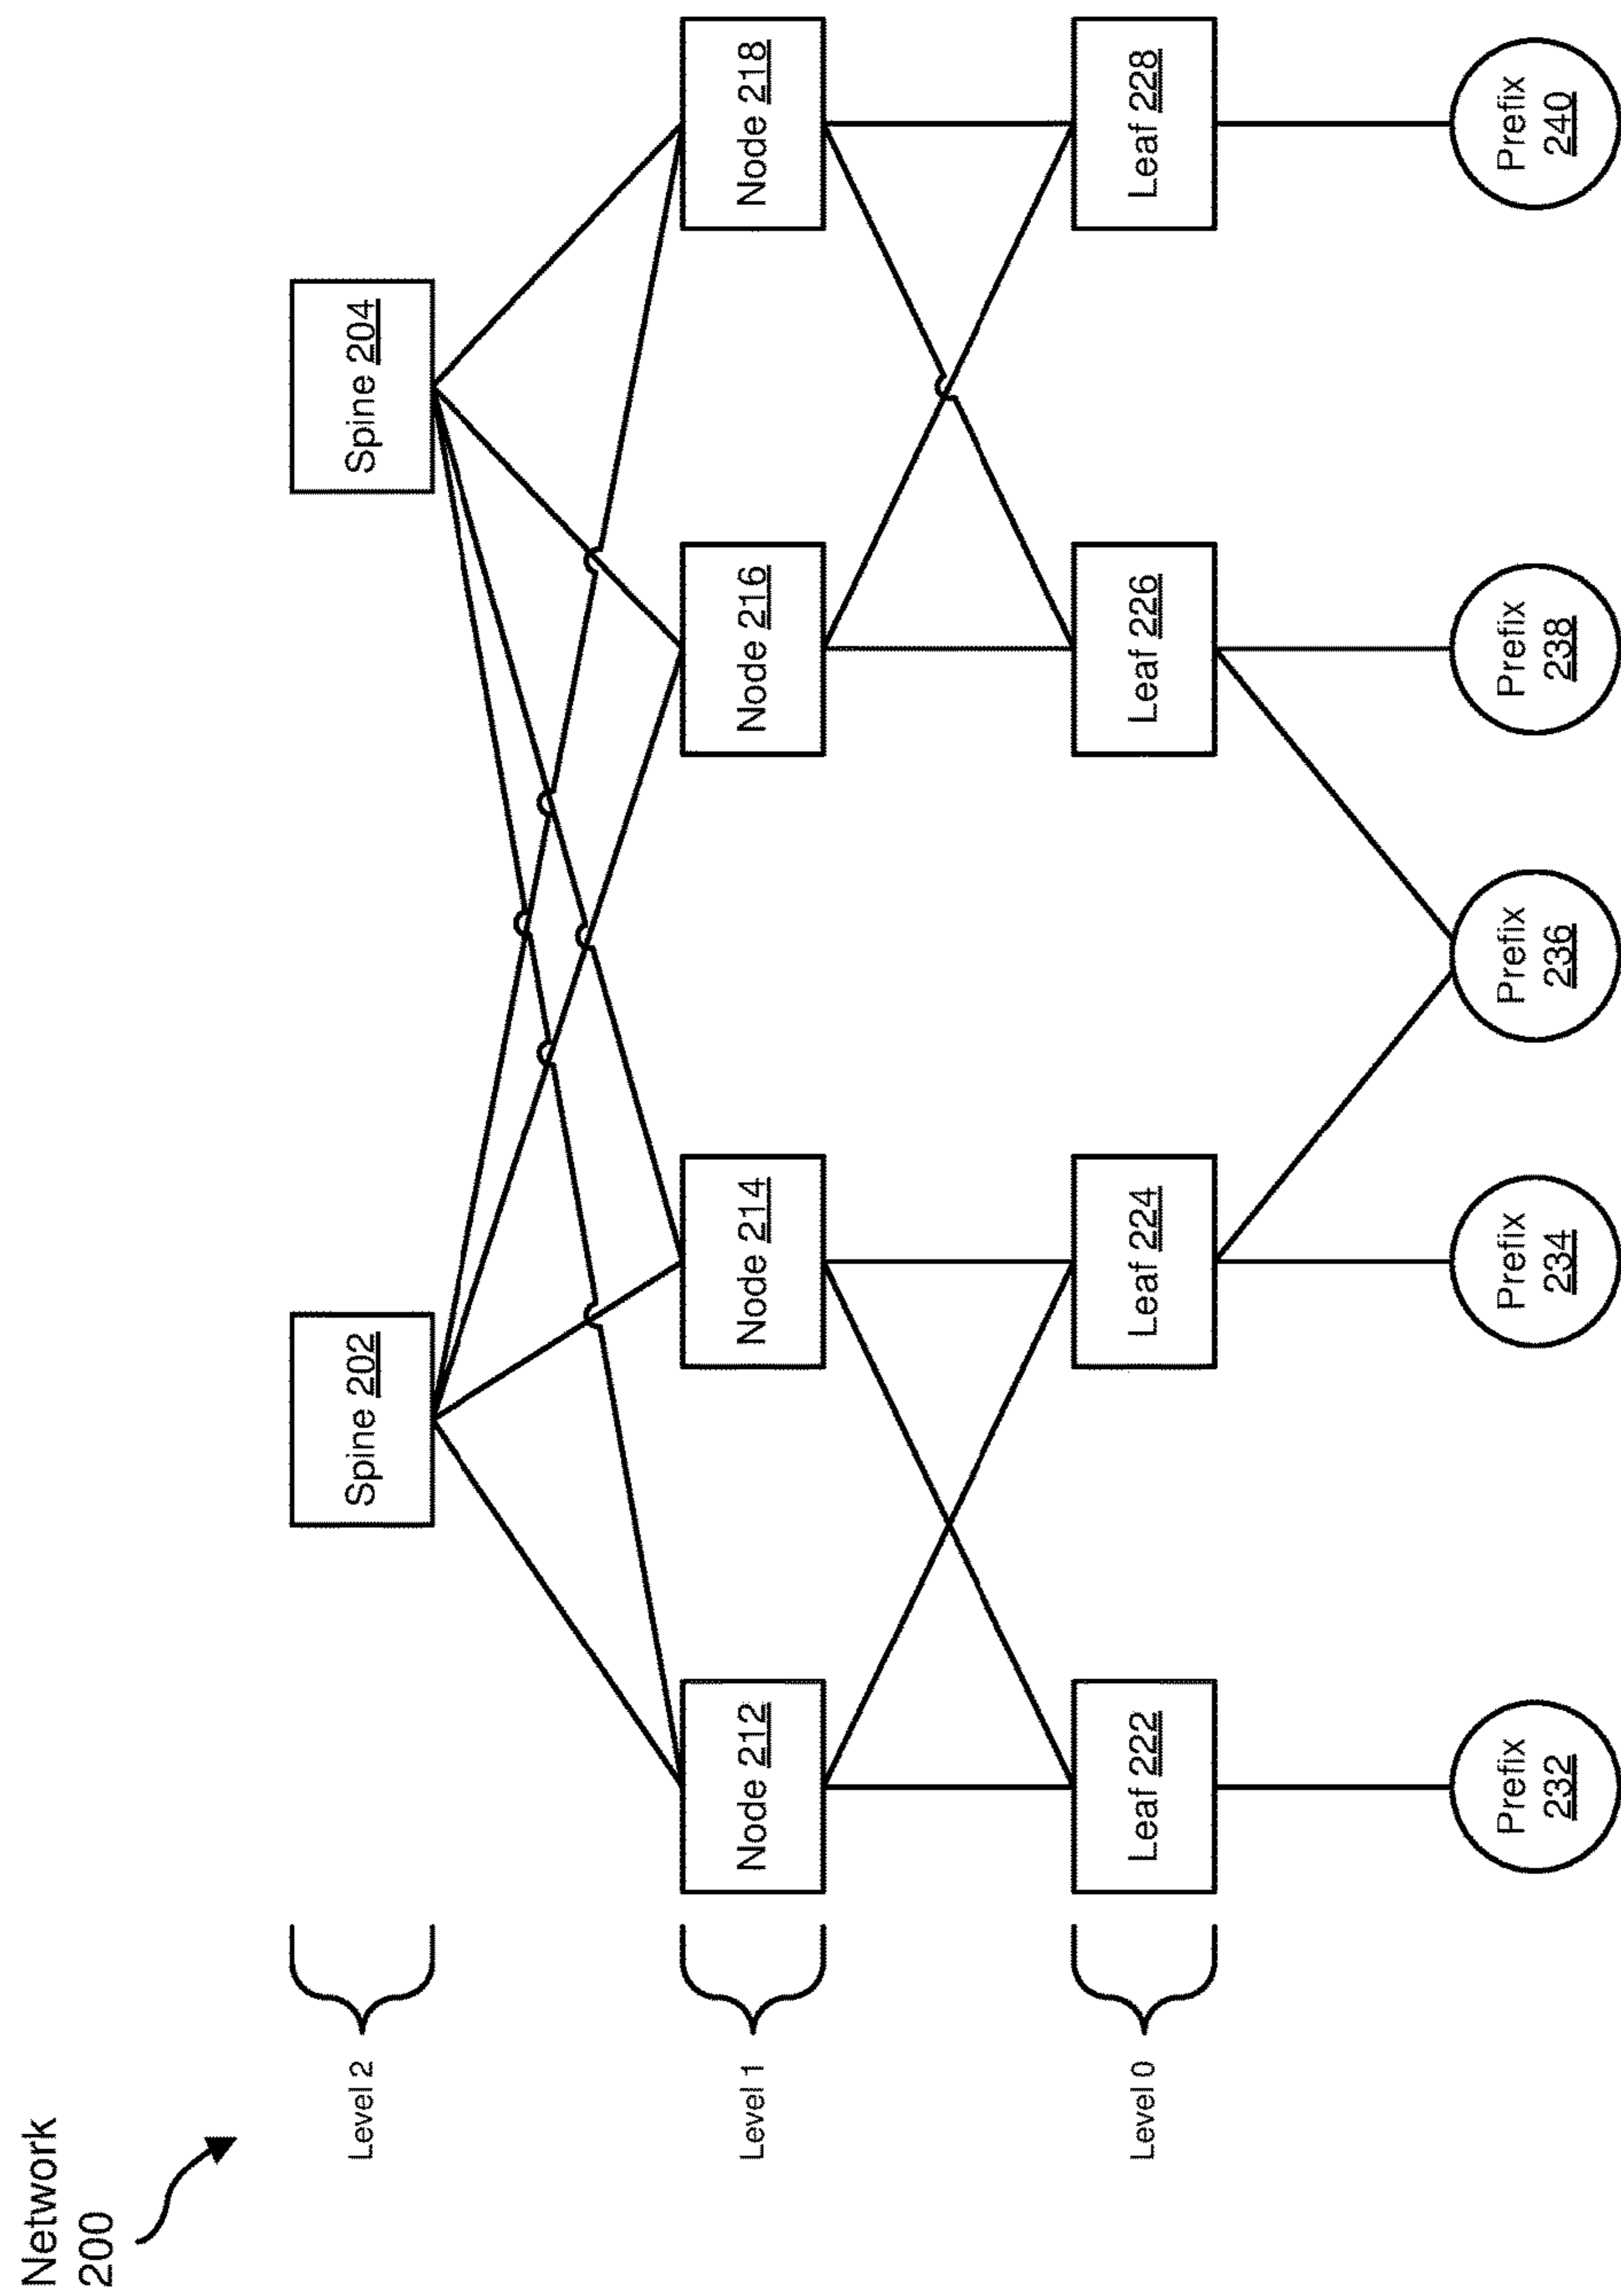 Network
200
Level 2
Spine 202
Spine 204
Level 1
Node 212
Node 214
Node 216
Node 218
Level 0
Leaf 222
Leaf 224
Leaf 226
Leaf 228
Prefix
232
Prefix
234
Prefix
236
Prefix
238
Prefix
240